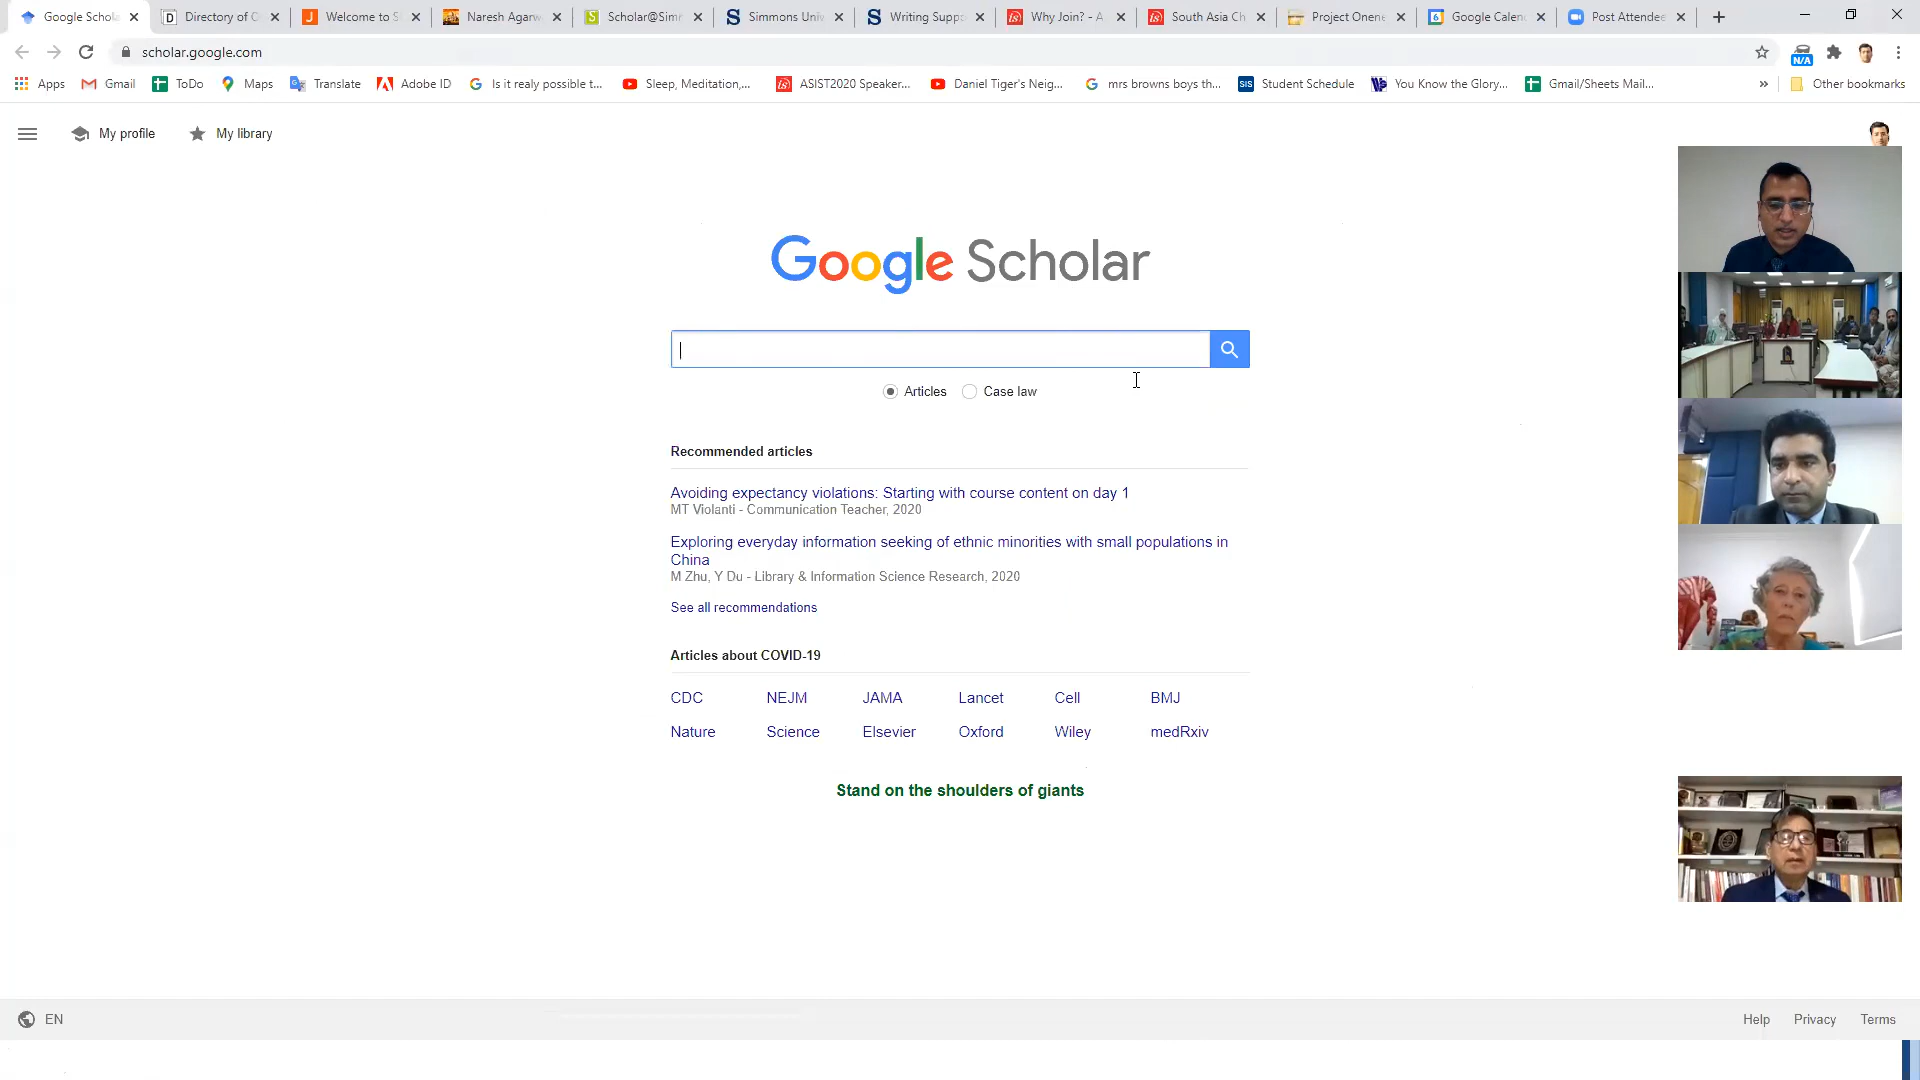 Google Schola
Directory of O
Welcome to S
Naresh Agarw
Scholar@Simr
Simmons Univ
Writing Suppo
Why Join? - A
South Asia Ch
Project Onene
Google Calen
Post Attendee
scholar.google.com
N/A
Apps
Gmail
ToDo
Maps
Translate
Adobe ID
Is it realy possible t...
Sleep, Meditation,...
ASIST2020 Speaker...
Daniel Tiger's Neig...
mrs browns boys th...
SIS Student Schedule
You Know the Glory...
Gmail/Sheets Mail...
»
Other bookmarks
My profile
My library
Google Scholar
Articles
Case law
Recommended articles
Avoiding expectancy violations: Starting with course content on day 1
MT Violanti - Communication Teacher, 2020
Exploring everyday information seeking of ethnic minorities with small populations in
China
M Zhu, Y Du - Library & Information Science Research, 2020
See all recommendations
Articles about COVID-19
CDC NEJM JAMA Lancet Cell BMJ
Nature Science Elsevier Oxford Wiley medRxiv
Stand on the shoulders of giants
EN
Help Privacy Terms